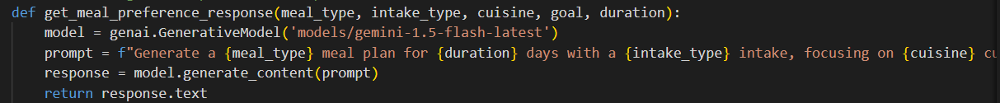 def get_meal_preference_response(meal_type, intake_type, cuisine, goal, duration):
    model = genai.GenerativeModel('models/gemini-1.5-flash-latest')
    prompt = f"Generate a {meal_type} meal plan for {duration} days with a {intake_type} intake, focusing on {cuisine} cu
    response = model.generate_content(prompt)
    return response.text